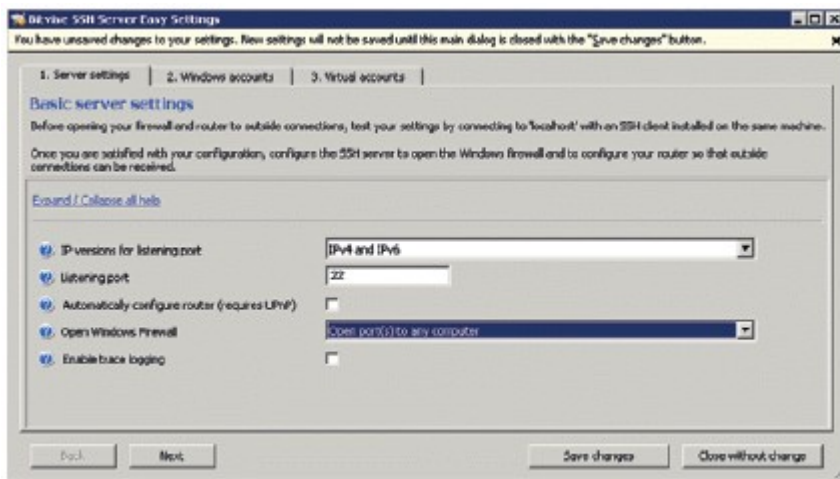 Bitvise SSH Server Easy Settings
You have unsaved changes to your settings. New settings will not be saved until this main dialog is closed with the "Save changes" button.
1. Server settings
2. Windows accounts
3. Virtual accounts
Basic server settings
Before opening your firewall and router to outside connections, test your settings by connecting to 'localhost' with an SSH client installed on the same machine.
Once you are satisfied with your configuration, configure the SSH server to open the Windows firewall and to configure your router so that outside
connections can be received.
Expand / Collapse all help
IP versions for listening port
IPv4 and IPv6
Listening port
22
Automatically configure router (requires UPnP)
Open Windows Firewall
Open port(s) to any computer
Enable trace logging
Back
Next
Save changes
Close without change